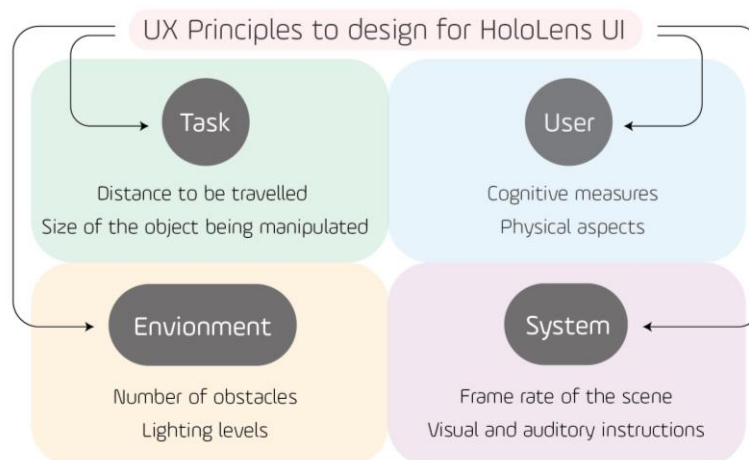 UX Principles to design for HoloLens UI
Task
Distance to be travelled
Size of the object being manipulated
User
Cognitive measures
Physical aspects
Envionment
Number of obstacles
Lighting levels
System
Frame rate of the scene
Visual and auditory instructions